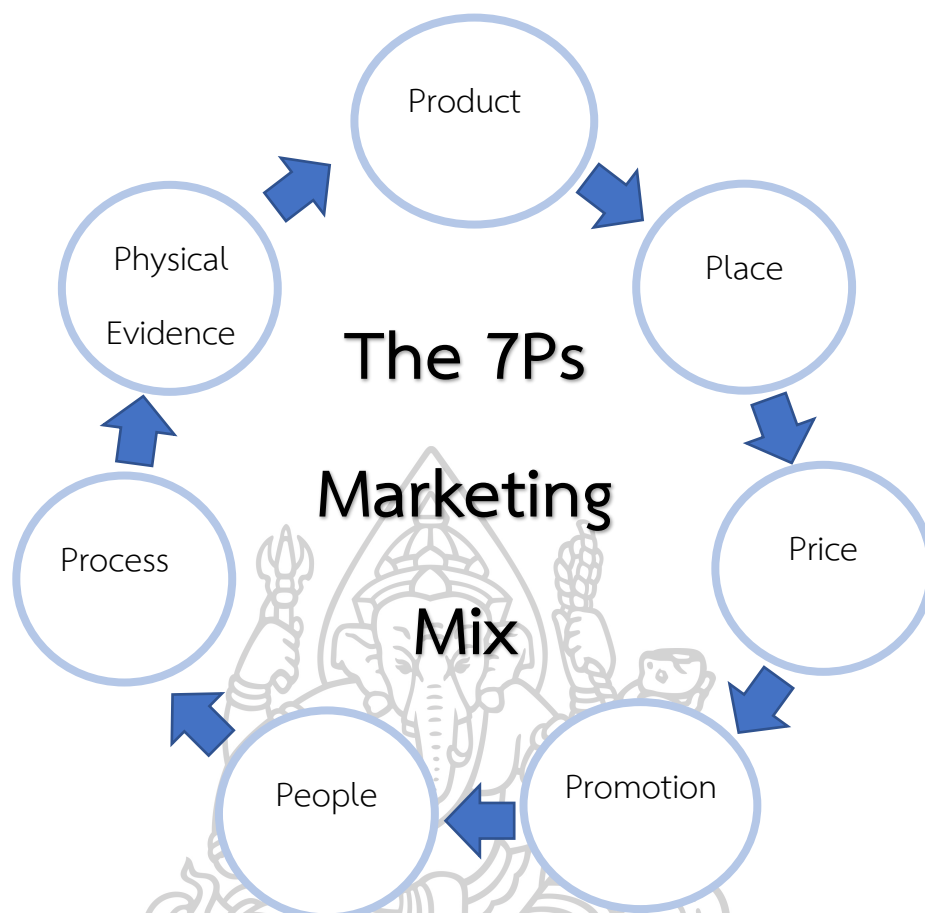 Product
Place
Price
Promotion
People
Process
Physical
Evidence
The 7Ps
Marketing
Mix